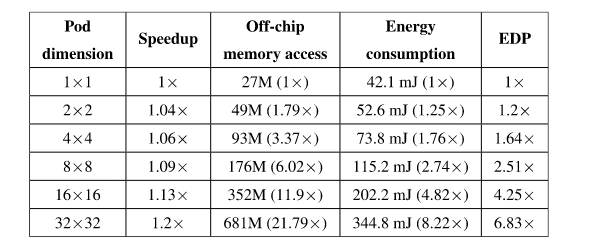 Pod dimension Speedup Off-chip memory access Energy consumption EDP
1×1 1× 27M (1×) 42.1 mJ (1×) 1×
2×2 1.04× 49M (1.79×) 52.6 mJ (1.25×) 1.2×
4×4 1.06× 93M (3.37×) 73.8 mJ (1.76×) 1.64×
8×8 1.09× 176M (6.02×) 115.2 mJ (2.74×) 2.51×
16×16 1.13× 352M (11.9×) 202.2 mJ (4.82×) 4.25×
32×32 1.2× 681M (21.79×) 344.8 mJ (8.22×) 6.83×